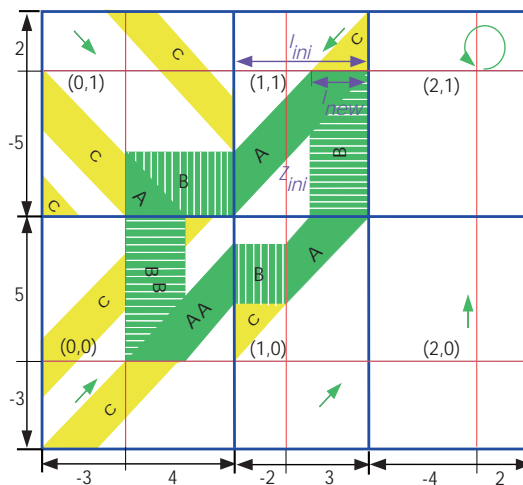 2
C
l_ini
C
(0,1)
(1,1)
(2,1)
l_new
-5
C
A
B
A
B
Z_ini
C
A
B
B
B
A
5
C
AA
C
(0,0)
(1,0)
(2,0)
-3
C
-3
4
-2
3
-4
2